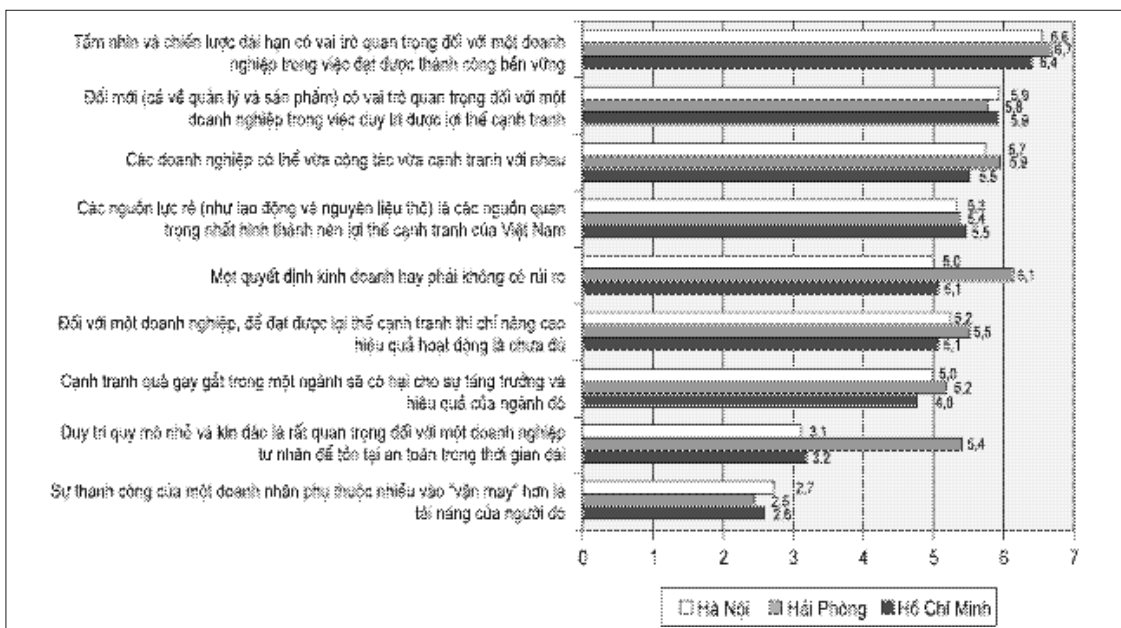 Tầm nhìn và chiến lược dài hạn có vai trò quan trọng đối với một doanh
nghiệp trong việc đạt được thành công bền vững
6,6
6,7
6,4
Đổi mới (cả về quản lý và sản phẩm) có vai trò quan trọng đối với một
doanh nghiệp trong việc duy trì được lợi thế cạnh tranh
5,9
5,8
5,9
Các doanh nghiệp có thể vừa cộng tác vừa cạnh tranh với nhau
5,7
5,9
5,5
Các nguồn lực rẻ (như lao động và nguyên liệu thô) là các nguồn quan
trọng nhất hình thành nên lợi thế cạnh tranh của Việt Nam
5,4
5,5
Một quyết định kinh doanh hay phải không có rủi ro
5,0
6,1
5,1
Đối với một doanh nghiệp, để đạt được lợi thế cạnh tranh thì chỉ nâng cao
hiệu quả hoạt động là chưa đủ
5,2
5,5
5,1
Cạnh tranh quá gay gắt trong một ngành sẽ có hại cho sự tăng trưởng và
hiệu quả của ngành đó
5,0
5,2
4,8
Duy trì quy mô nhỏ và kín đáo là rất quan trọng đối với một doanh nghiệp
tư nhân để tồn tại an toàn trong thời gian dài
3,1
5,4
3,2
Sự thành công của một doanh nhân phụ thuộc nhiều vào "vận may" hơn là
tài năng của người đó
2,7
2,5
2,6
0 1 2 3 4 5 6 7
Hà Nội Hải Phòng Hồ Chí Minh